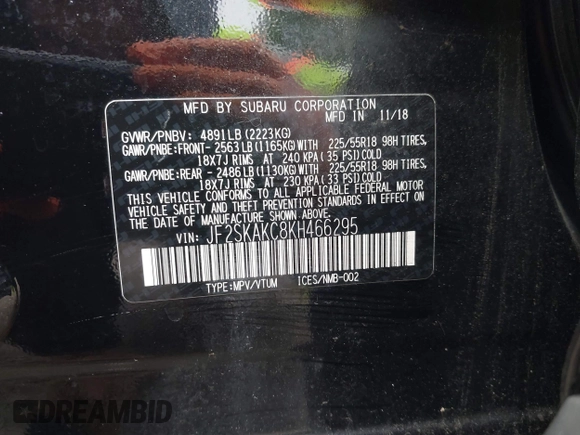 MFD BY SUBARU CORPORATION
MFD IN 11/18
GVWR/PNBV: 4891LB(2223KG)
GAWR/PNBE:FRONT- 2563LB(1165KG)WITH 225/55R18 98H TIRES,
18X7J RIMS AT 240 KPA(35 PSI)COLD
GAWR/PNBE:REAR - 2486LB(1130KG)WITH 225/55R18 98H TIRES,
18X7J RIMS AT 230 KPA(33 PSI)COLD
THIS VEHICLE CONFORMS TO ALL APPLICABLE FEDERAL MOTOR
VEHICLE SAFETY AND THEFT PREVENTION STANDARDS IN EFFECT ON
THE DATE OF MANUFACTURE SHOWN ABOVE.
VIN: JF2SKAKC8KH466295
TYPE:MPV/VTUM ICES/NMB-002
DREAMBID